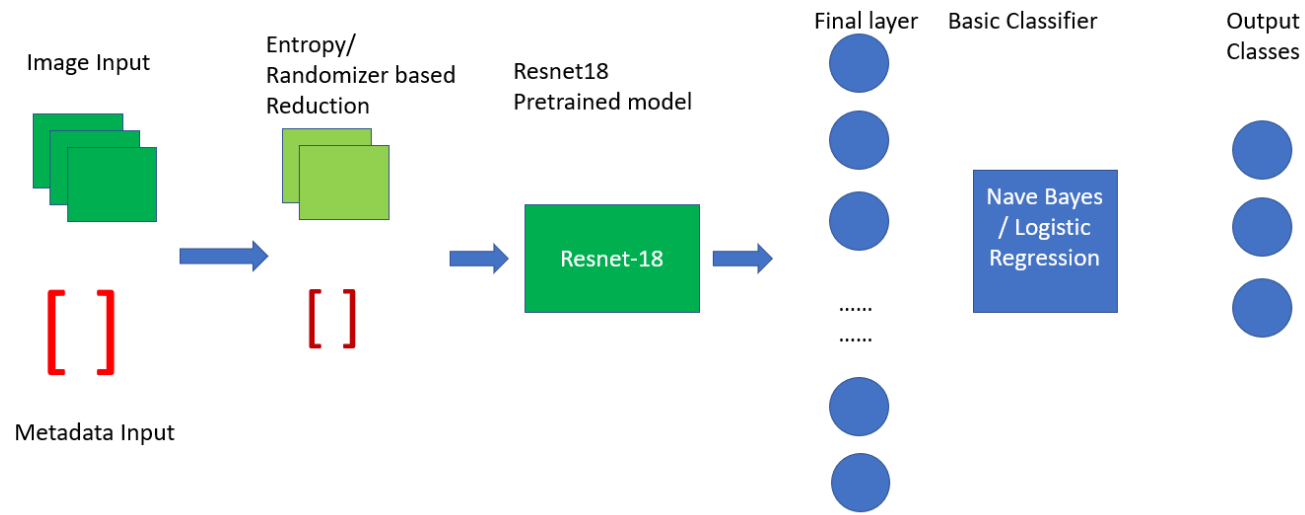 Image Input
Entropy/
Randomizer based
Reduction
Resnet18
Pretrained model
Final layer
Basic Classifier
Output
Classes
Resnet-18
Nave Bayes
/ Logistic
Regression
[ ]
[ ]
......
......
Metadata Input